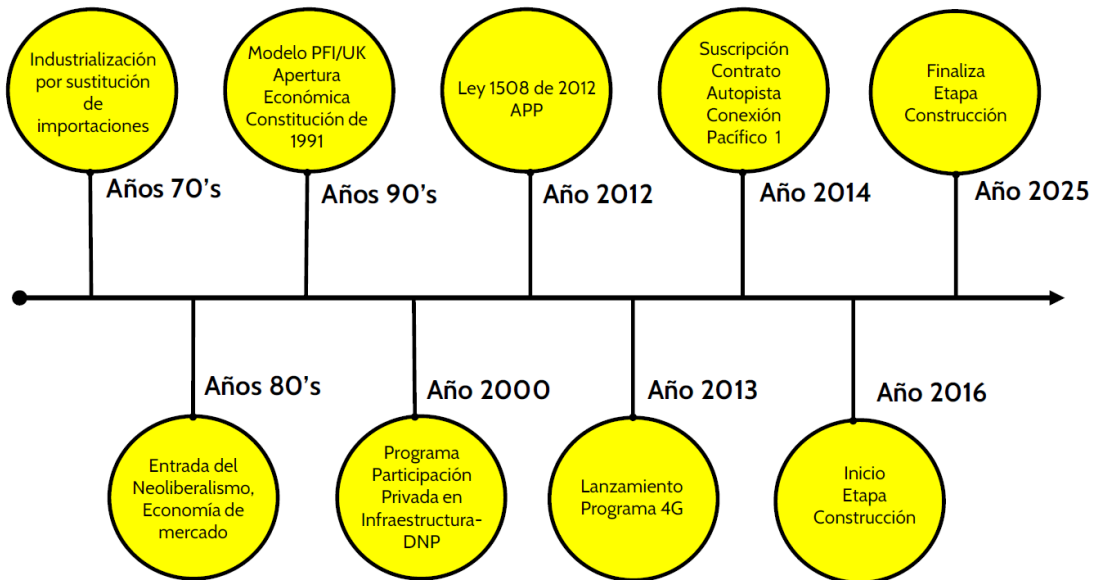 Industrialización
por sustitución
de
importaciones
Años 70's
Modelo PFI/UK
Apertura
Económica
Constitución de
1991
Años 90's
Ley 1508 de 2012
APP
Año 2012
Suscripción
Contrato
Autopista
Conexión
Pacífico 1
Año 2014
Finaliza
Etapa
Construcción
Año 2025
Años 80's
Entrada del
Neoliberalismo,
Economía de
mercado
Año 2000
Programa
Participación
Privada en
Infraestructura-
DNP
Año 2013
Lanzamiento
Programa 4G
Año 2016
Inicio
Etapa
Construcción